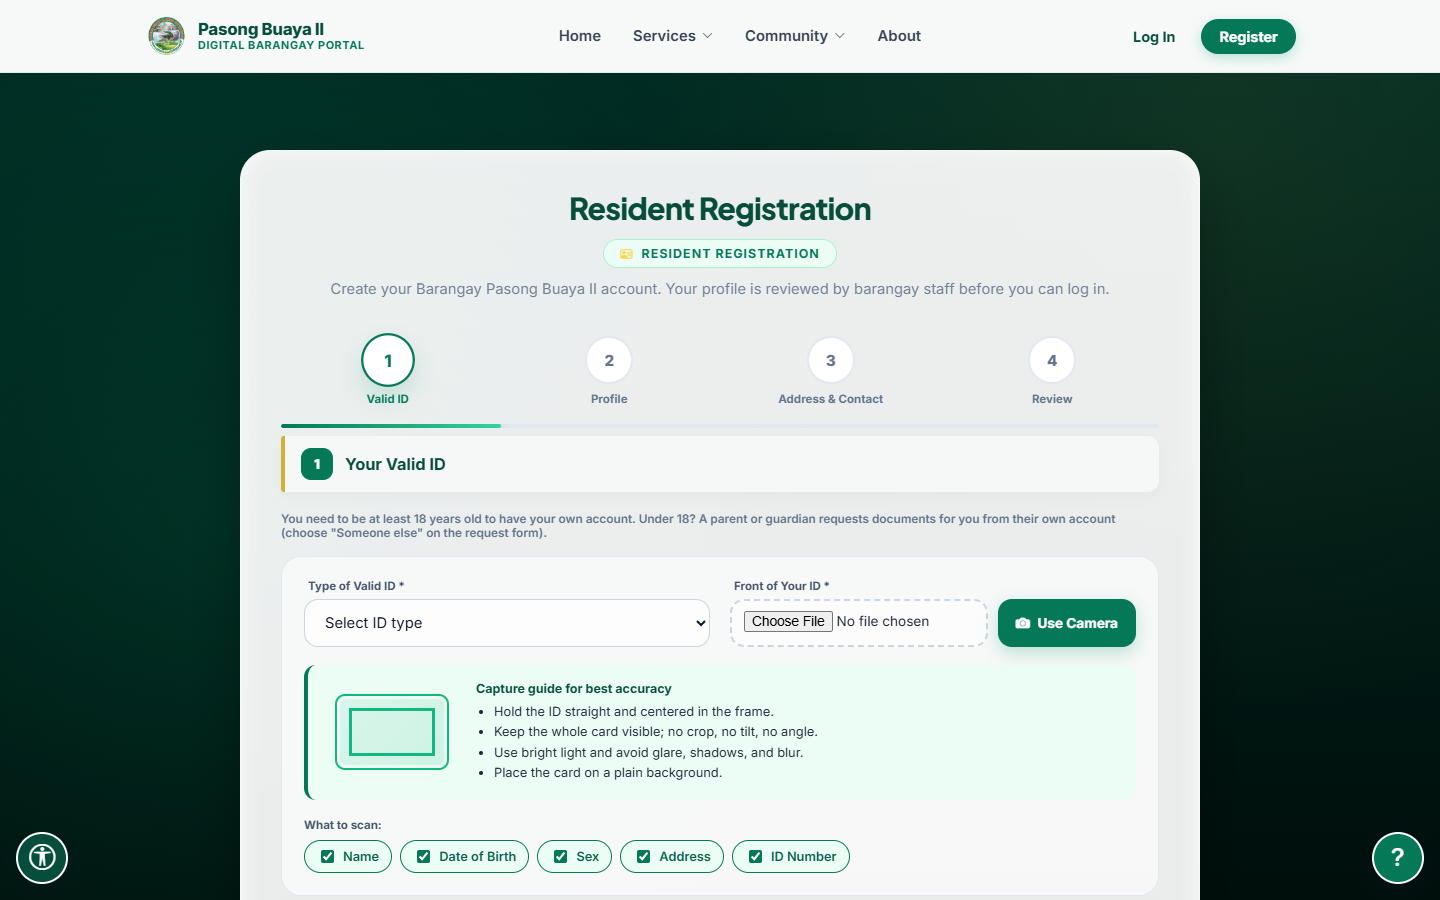 Pasong Buaya II
DIGITAL BARANGAY PORTAL
Home
Services
Community
About
Log In
Register
Resident Registration
RESIDENT REGISTRATION
Create your Barangay Pasong Buaya II account. Your profile is reviewed by barangay staff before you can log in.
1
2
3
4
Valid ID
Profile
Address & Contact
Review
1
Your Valid ID
You need to be at least 18 years old to have your own account. Under 18? A parent or guardian requests documents for you from their own account
(choose "Someone else" on the request form).
Type of Valid ID *
Front of Your ID *
Select ID type
Choose File No file chosen
Use Camera
Capture guide for best accuracy
Hold the ID straight and centered in the frame.
Keep the whole card visible; no crop, no tilt, no angle.
Use bright light and avoid glare, shadows, and blur.
Place the card on a plain background.
What to scan:
Name
Date of Birth
Sex
Address
ID Number
?